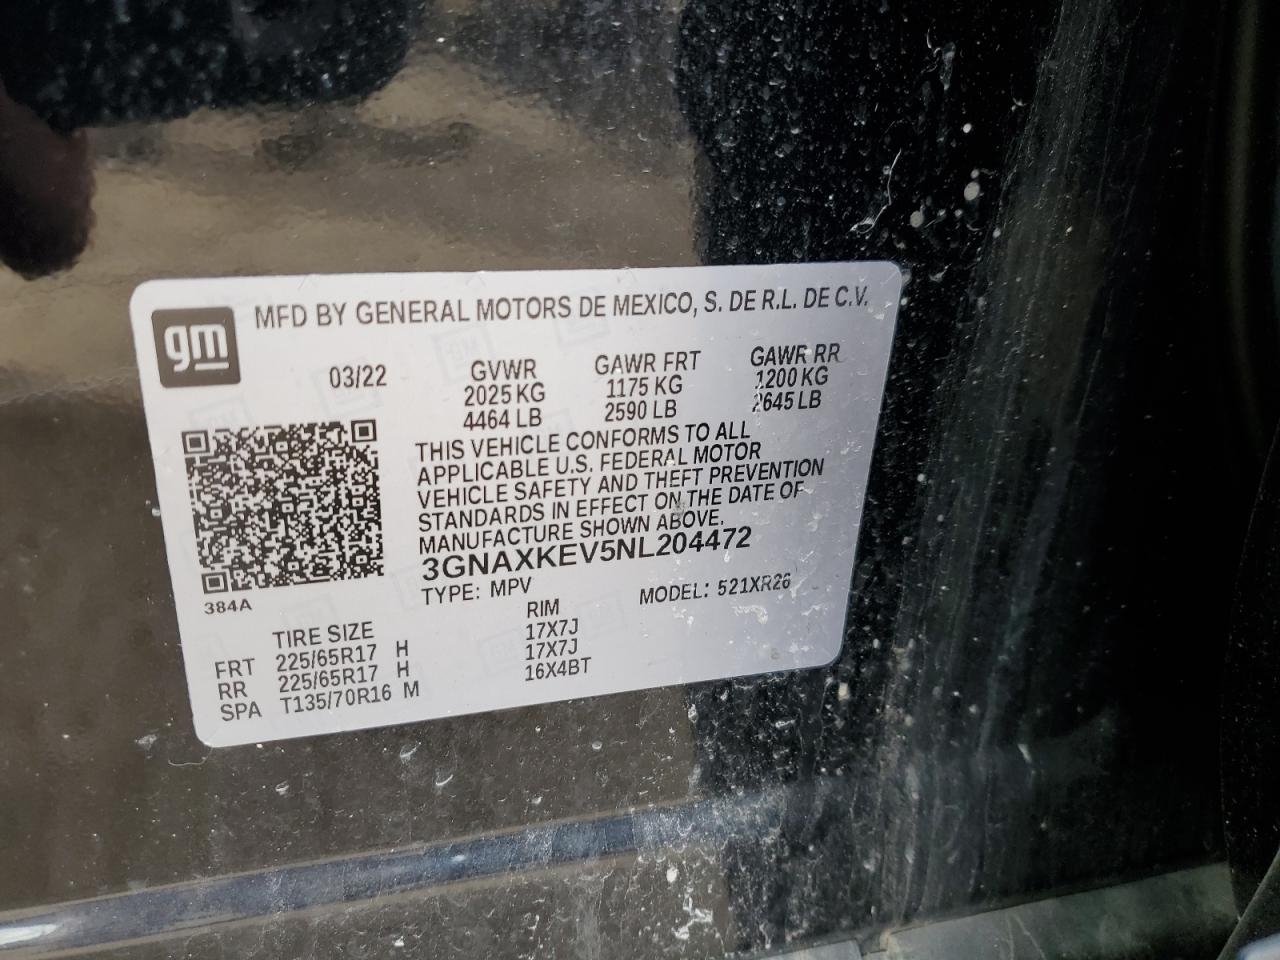 gm
MFD BY GENERAL MOTORS DE MEXICO, S. DE R.L. DE C.V.
03/22
GVWR GAWR FRT GAWR RR
2025 KG 1175 KG 1200 KG
4464 LB 2590 LB 2645 LB
THIS VEHICLE CONFORMS TO ALL
APPLICABLE U.S. FEDERAL MOTOR
VEHICLE SAFETY AND THEFT PREVENTION
STANDARDS IN EFFECT ON THE DATE OF
MANUFACTURE SHOWN ABOVE.
3GNAXKEV5NL204472
TYPE: MPV MODEL: 521XR26
384A
TIRE SIZE RIM
FRT 225/65R17 H 17X7J
RR 225/65R17 H 17X7J
SPA T135/70R16 M 16X4BT